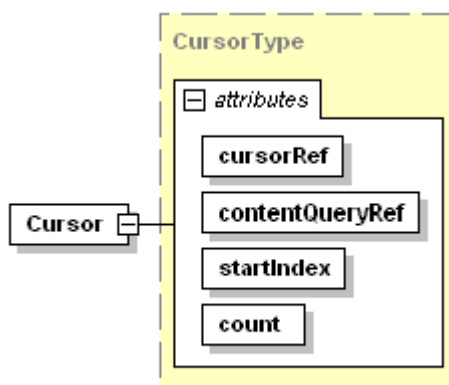 CursorType
attributes
cursorRef
contentQueryRef
Cursor
startIndex
count